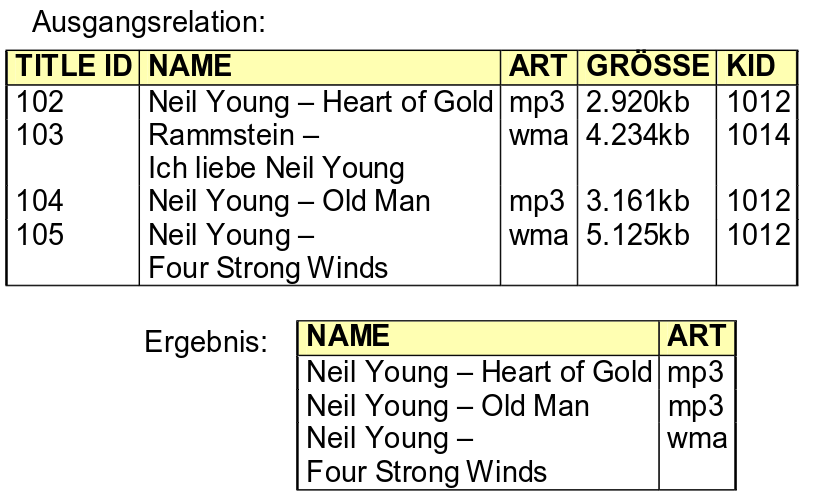 Ausgangsrelation:
TITLE ID NAME ART GRÖSSE KID
102 Neil Young – Heart of Gold mp3 2.920kb 1012
103 Rammstein – wma 4.234kb 1014
Ich liebe Neil Young
104 Neil Young – Old Man mp3 3.161kb 1012
105 Neil Young – wma 5.125kb 1012
Four Strong Winds
Ergebnis:
NAME ART
Neil Young – Heart of Gold mp3
Neil Young – Old Man mp3
Neil Young – wma
Four Strong Winds